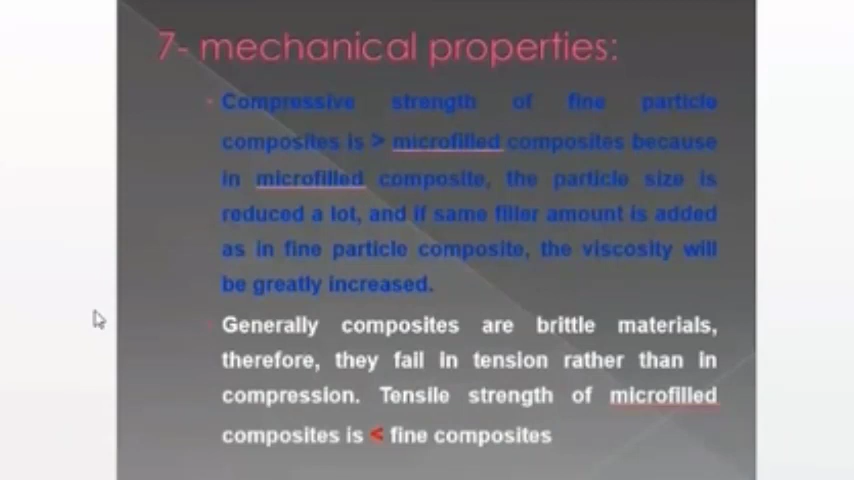 7- mechanical properties:
Compressive strength of fine particle
composites is > microfilled composites because
in microfilled composite, the particle size is
reduced a lot, and if same filler amount is added
as in fine particle composite, the viscosity will
be greatly increased.
Generally composites are brittle materials,
therefore, they fail in tension rather than in
compression. Tensile strength of microfilled
composites is < fine composites